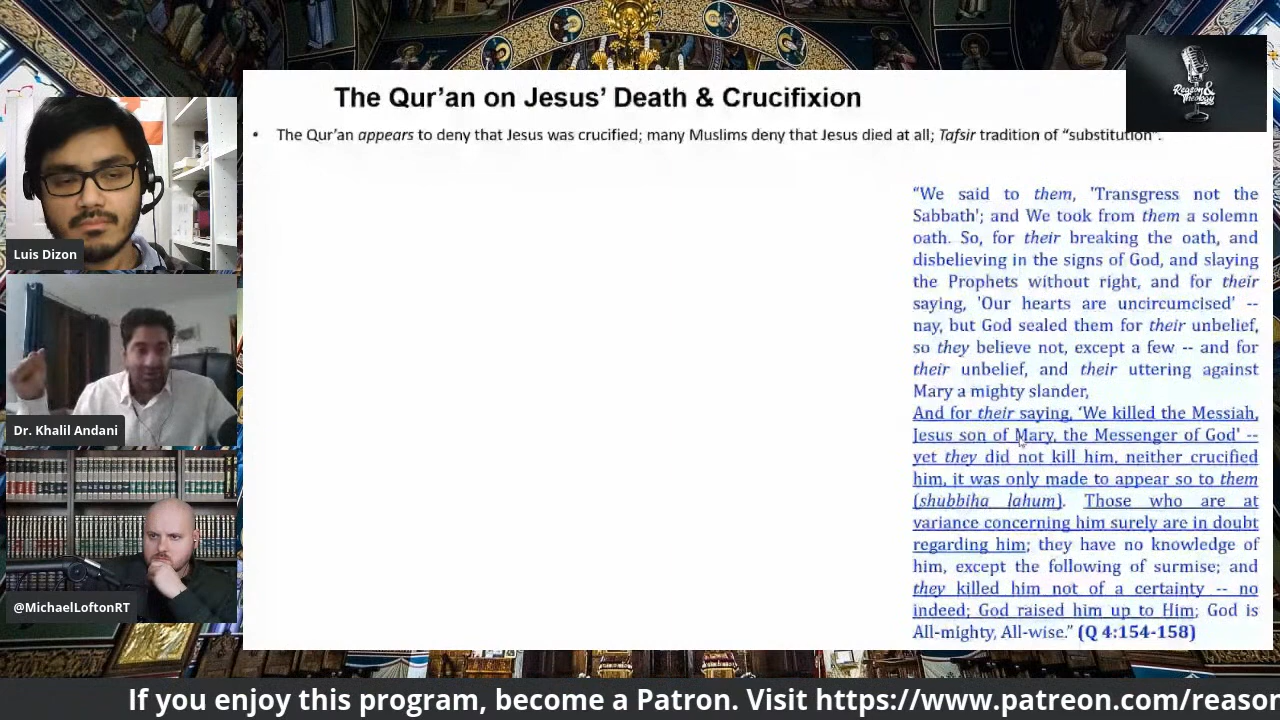 The Qur’an on Jesus’ Death & Crucifixion
Reason &
Theology
• The Qur’an appears to deny that Jesus was crucified; many Muslims deny that Jesus died at all; Tafsir tradition of “substitution”.
“We said to them, 'Transgress not the
Sabbath'; and We took from them a solemn
oath. So, for their breaking the oath, and
disbelieving in the signs of God, and slaying
the Prophets without right, and for their
saying, 'Our hearts are uncircumcised' --
nay, but God sealed them for their unbelief,
so they believe not, except a few -- and for
their unbelief, and their uttering against
Mary a mighty slander,
And for their saying, ‘We killed the Messiah,
Jesus son of Mary, the Messenger of God' --
yet they did not kill him, neither crucified
him, it was only made to appear so to them
(shubbiha lahum). Those who are at
variance concerning him surely are in doubt
regarding him; they have no knowledge of
him, except the following of surmise; and
they killed him not of a certainty -- no
indeed; God raised him up to Him; God is
All-mighty, All-wise.” (Q 4:154-158)
Luis Dizon
Dr. Khalil Andani
@MichaelLoftonRT
If you enjoy this program, become a Patron. Visit https://www.patreon.com/reason